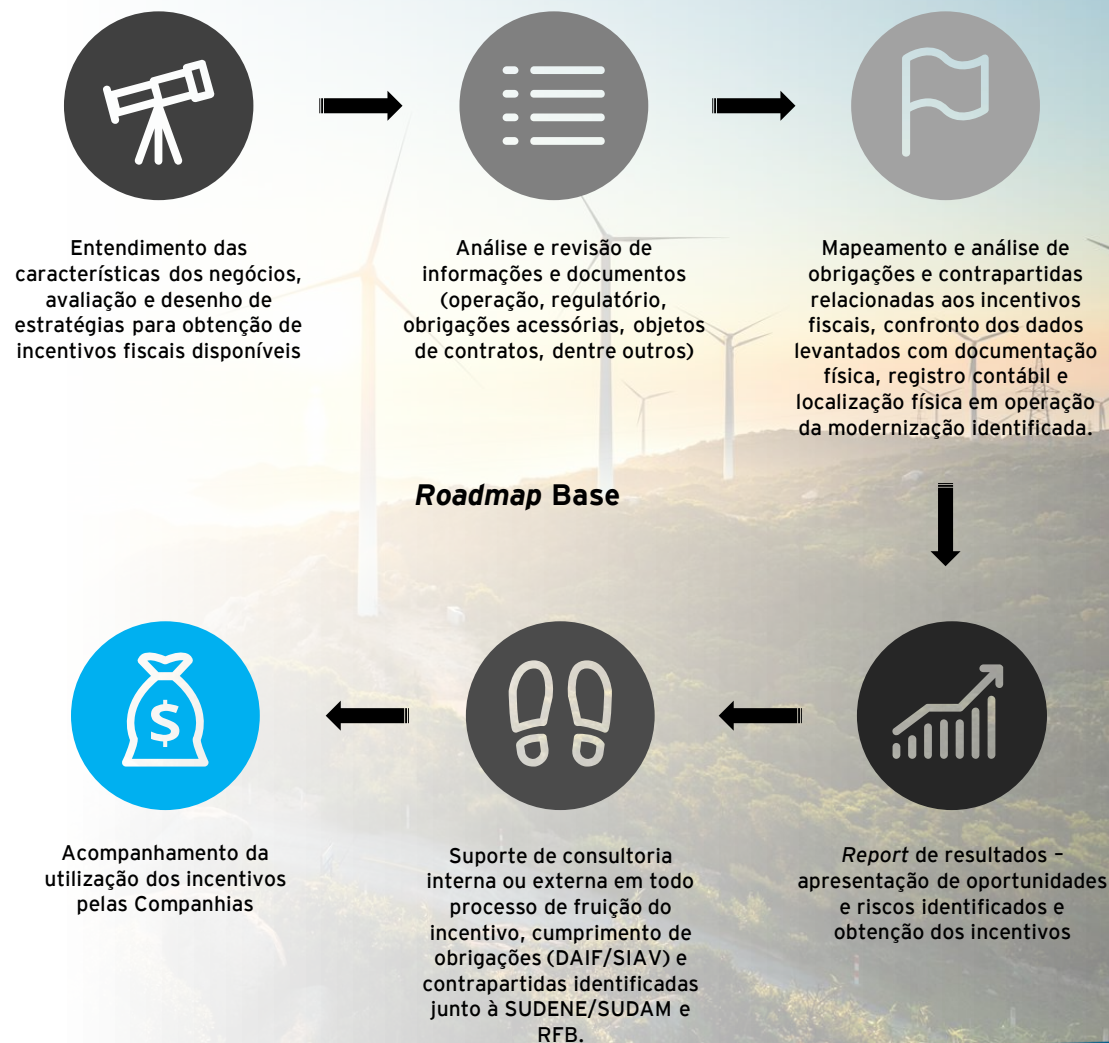 Entendimento das
características dos negócios,
avaliação e desenho de
estratégias para obtenção de
incentivos fiscais disponíveis
Análise e revisão de
informações e documentos
(operação, regulatório,
obrigações acessórias, objetos
de contratos, dentre outros)
Mapeamento e análise de
obrigações e contrapartidas
relacionadas aos incentivos
fiscais, confronto dos dados
levantados com documentação
física, registro contábil e
localização física em operação
da modernização identificada.
Roadmap Base
$
Acompanhamento da
utilização dos incentivos
pelas Companhias
Suporte de consultoria
interna ou externa em todo
processo de fruição do
incentivo, cumprimento de
obrigações (DAIF/SIAV) e
contrapartidas identificadas
junto à SUDENE/SUDAM e
RFB.
Report de resultados –
apresentação de oportunidades
e riscos identificados e
obtenção dos incentivos